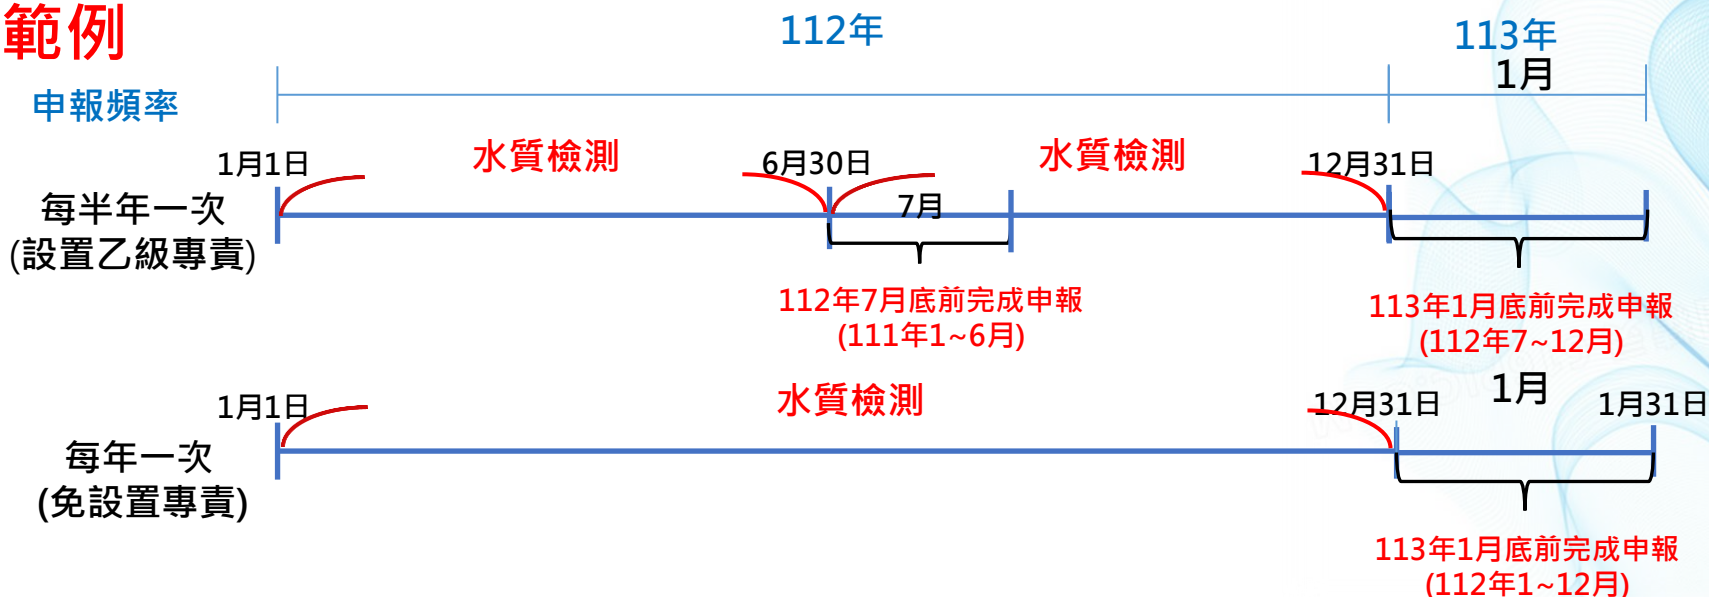 範例
112年
113年
1月
申報頻率
1月1日
水質檢測
6月30日
水質檢測
12月31日
每半年一次
(設置乙級專責)
7月
112年7月底前完成申報
(111年1~6月)
113年1月底前完成申報
(112年7~12月)
1月1日
水質檢測
12月31日
1月
1月31日
每年一次
(免設置專責)
113年1月底前完成申報
(112年1~12月)